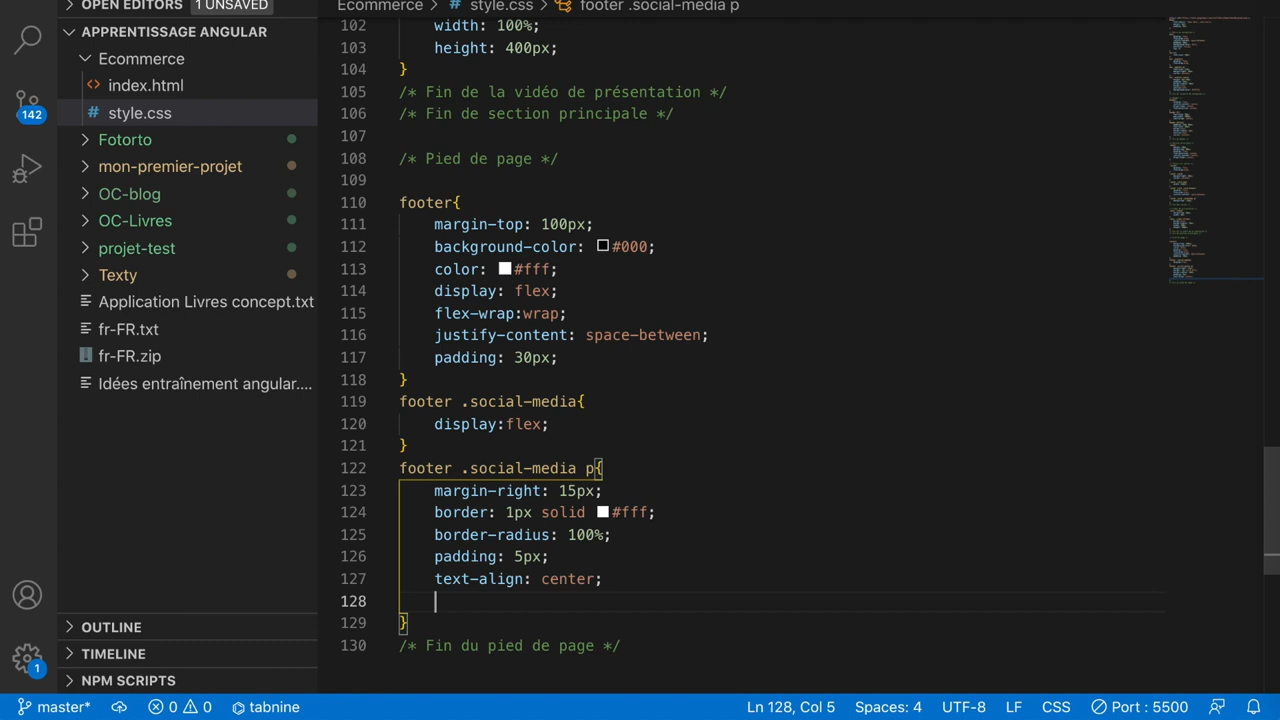 OPEN EDITORS 1 UNSAVED
APPRENTISSAGE ANGULAR
Ecommerce
index.html
# style.css
Fotorto
mon-premier-projet
OC-blog
OC-Livres
projet-test
Texty
Application Livres concept.txt
fr-FR.txt
fr-FR.zip
Idées entraînement angular....
OUTLINE
TIMELINE
NPM SCRIPTS
142
1
Ecommerce > # style.css > footer .social-media p
102 width: 100%;
103 height: 400px;
104 }
105 /* Fin de la vidéo de présentation */
106 /* Fin de section principale */
107
108 /* Pied de page */
109
110 footer{
111 margin-top: 100px;
112 background-color: #000;
113 color: #fff;
114 display: flex;
115 flex-wrap:wrap;
116 justify-content: space-between;
117 padding: 30px;
118 }
119 footer .social-media{
120 display:flex;
121 }
122 footer .social-media p{
123 margin-right: 15px;
124 border: 1px solid #fff;
125 border-radius: 100%;
126 padding: 5px;
127 text-align: center;
128
129 }
130 /* Fin du pied de page */
master* 0 0 tabnine Ln 128, Col 5 Spaces: 4 UTF-8 LF CSS Port : 5500